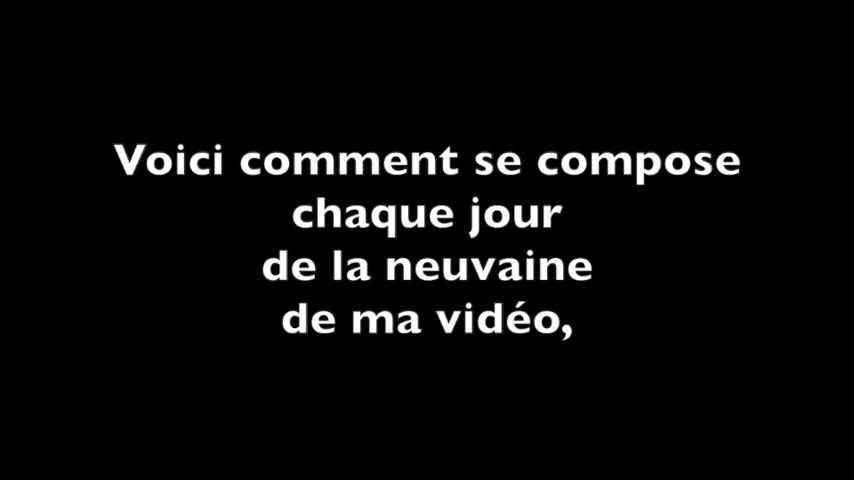 Voici comment se compose
chaque jour
de la neuvaine
de ma vidéo,